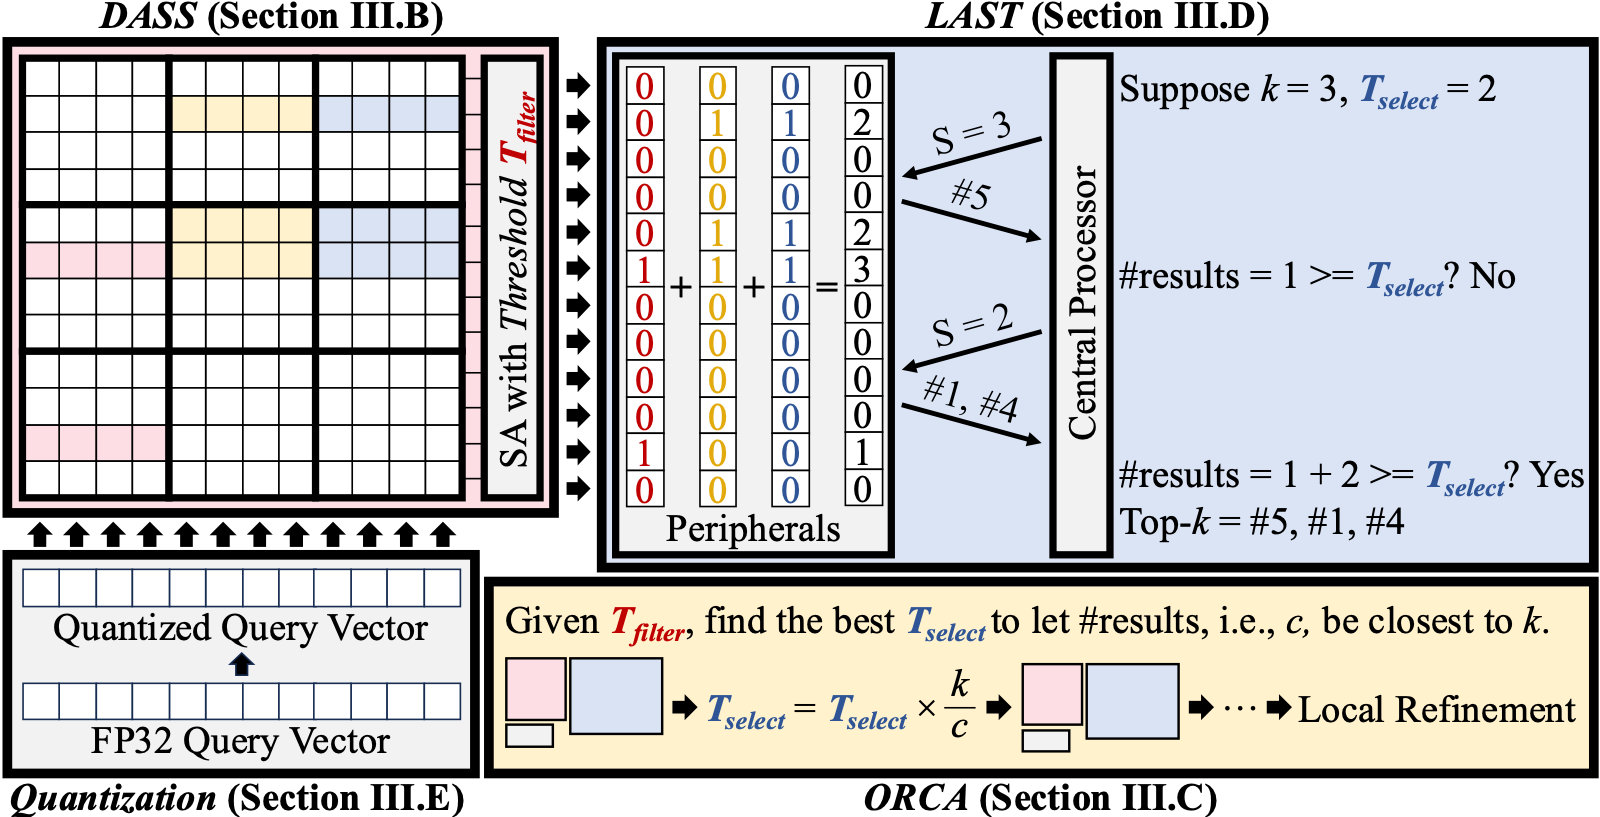 DASS (Section III.B)
LAST (Section III.D)
SA with Threshold T_filter
0 0 0 0
0 1 1 2
0 0 0 0
0 0 0 0
0 1 1 2
1 + 1 + 1 = 3
0 0 0 0
0 0 0 0
0 0 0 0
0 0 0 0
1 0 0 1
0 0 0 0
Peripherals
S = 3
#5
S = 2
#1, #4
Central Processor
Suppose k = 3, T_select = 2
#results = 1 >= T_select? No
#results = 1 + 2 >= T_select? Yes
Top-k = #5, #1, #4
Quantized Query Vector
FP32 Query Vector
Quantization (Section III.E)
Given T_filter, find the best T_select to let #results, i.e., c, be closest to k.
T_select = T_select × k/c
... Local Refinement
ORCA (Section III.C)